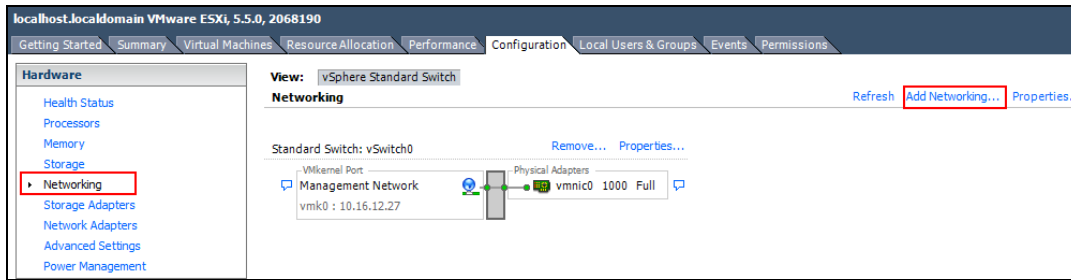 localhost.localdomain VMware ESXi, 5.5.0, 2068190
Getting Started Summary Virtual Machines Resource Allocation Performance Configuration Local Users & Groups Events Permissions
Hardware
Health Status
Processors
Memory
Storage
Networking
Storage Adapters
Network Adapters
Advanced Settings
Power Management
View: vSphere Standard Switch
Networking
Refresh Add Networking... Properties.
Standard Switch: vSwitch0 Remove... Properties...
VMkernel Port
Management Network
vmk0 : 10.16.12.27
Physical Adapters
vmnic0 1000 Full